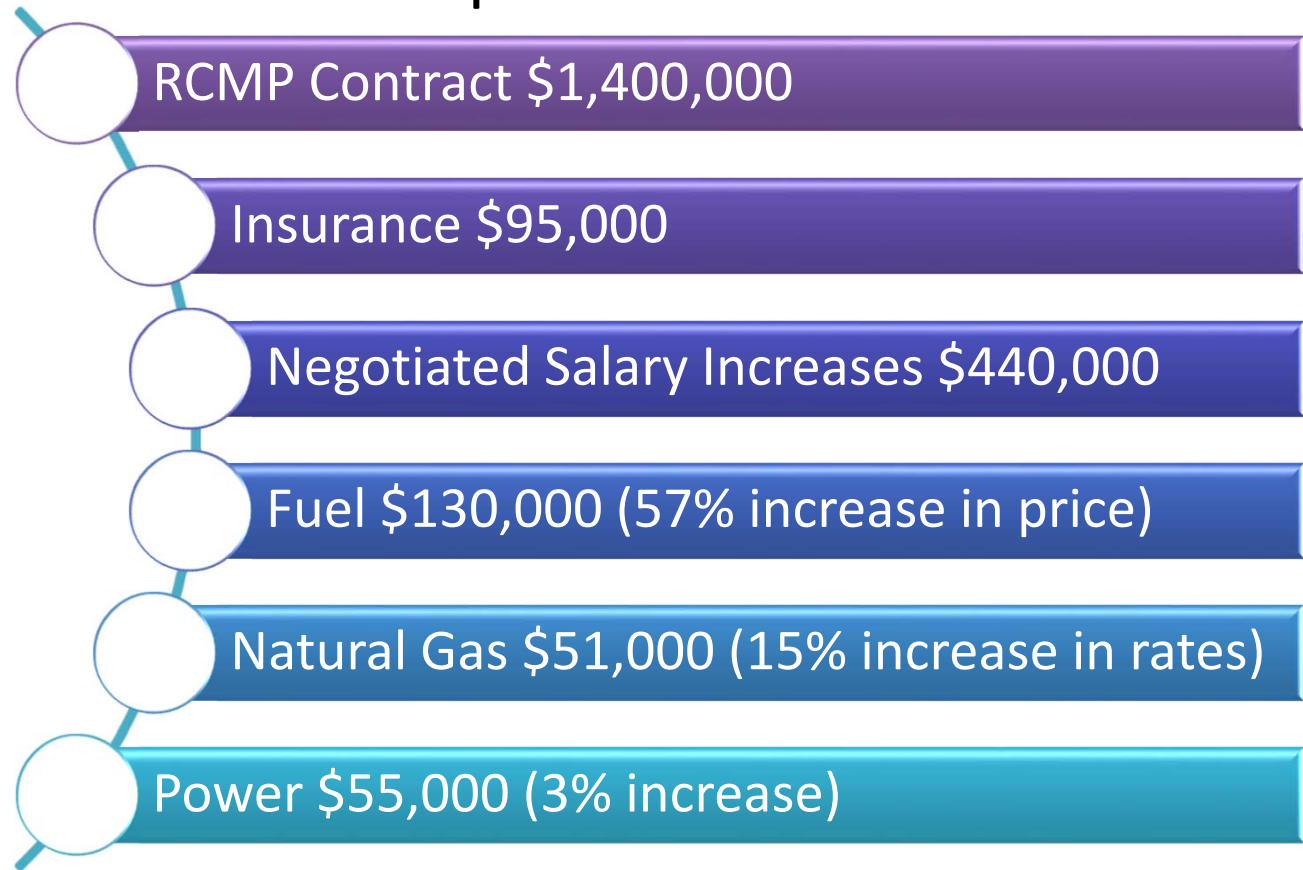 RCMP Contract $1,400,000
Insurance $95,000
Negotiated Salary Increases $440,000
Fuel $130,000 (57% increase in price)
Natural Gas $51,000 (15% increase in rates)
Power $55,000 (3% increase)